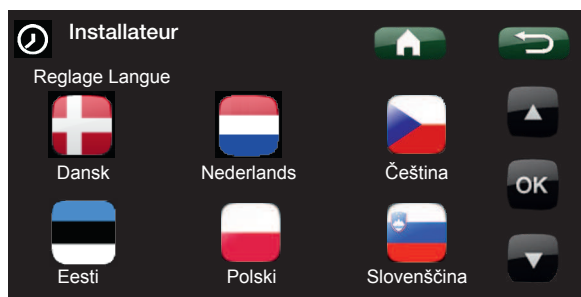 Installateur
Reglage Langue
Dansk Nederlands Čeština
OK
Eesti Polski Slovenščina